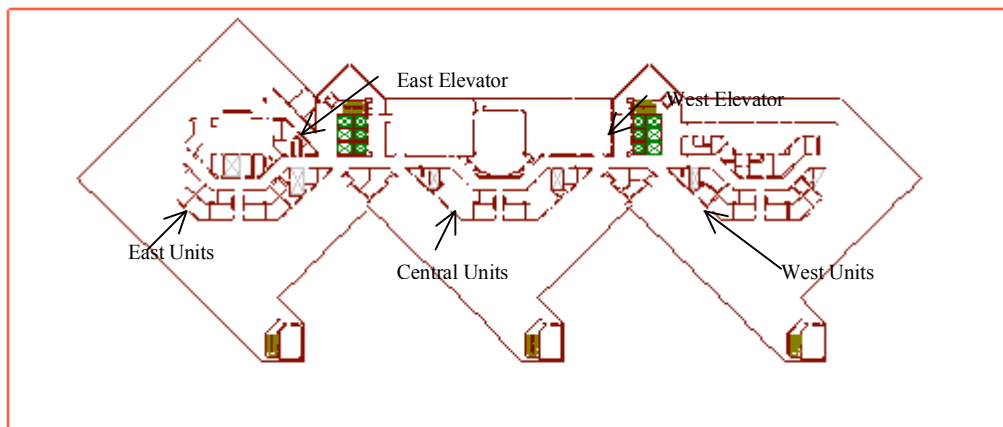 East Elevator
West Elevator
East Units
Central Units
West Units